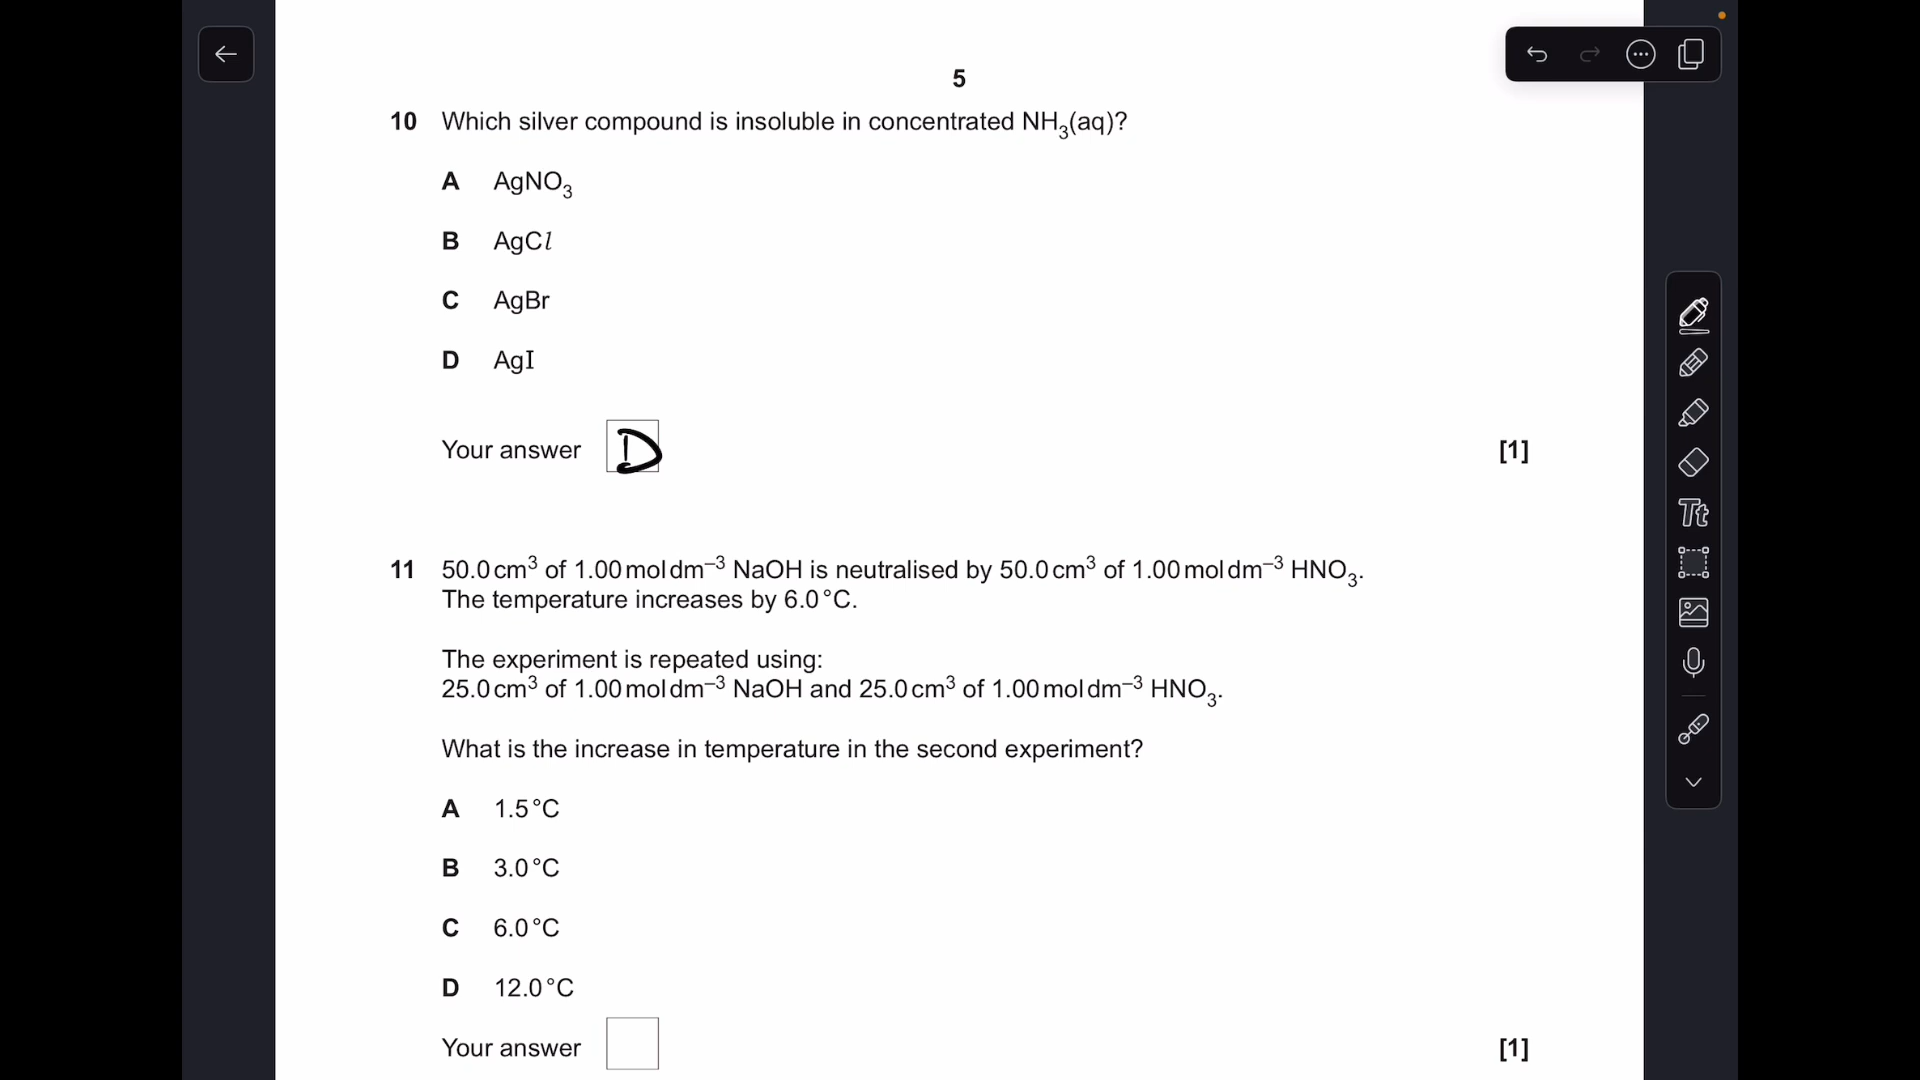 5
10 Which silver compound is insoluble in concentrated NH₃(aq)?
A AgNO₃
B AgCl
C AgBr
D AgI
Your answer D [1]
11 50.0 cm³ of 1.00 mol dm⁻³ NaOH is neutralised by 50.0 cm³ of 1.00 mol dm⁻³ HNO₃.
The temperature increases by 6.0 °C.
The experiment is repeated using:
25.0 cm³ of 1.00 mol dm⁻³ NaOH and 25.0 cm³ of 1.00 mol dm⁻³ HNO₃.
What is the increase in temperature in the second experiment?
A 1.5 °C
B 3.0 °C
C 6.0 °C
D 12.0 °C
Your answer [1]
Tt